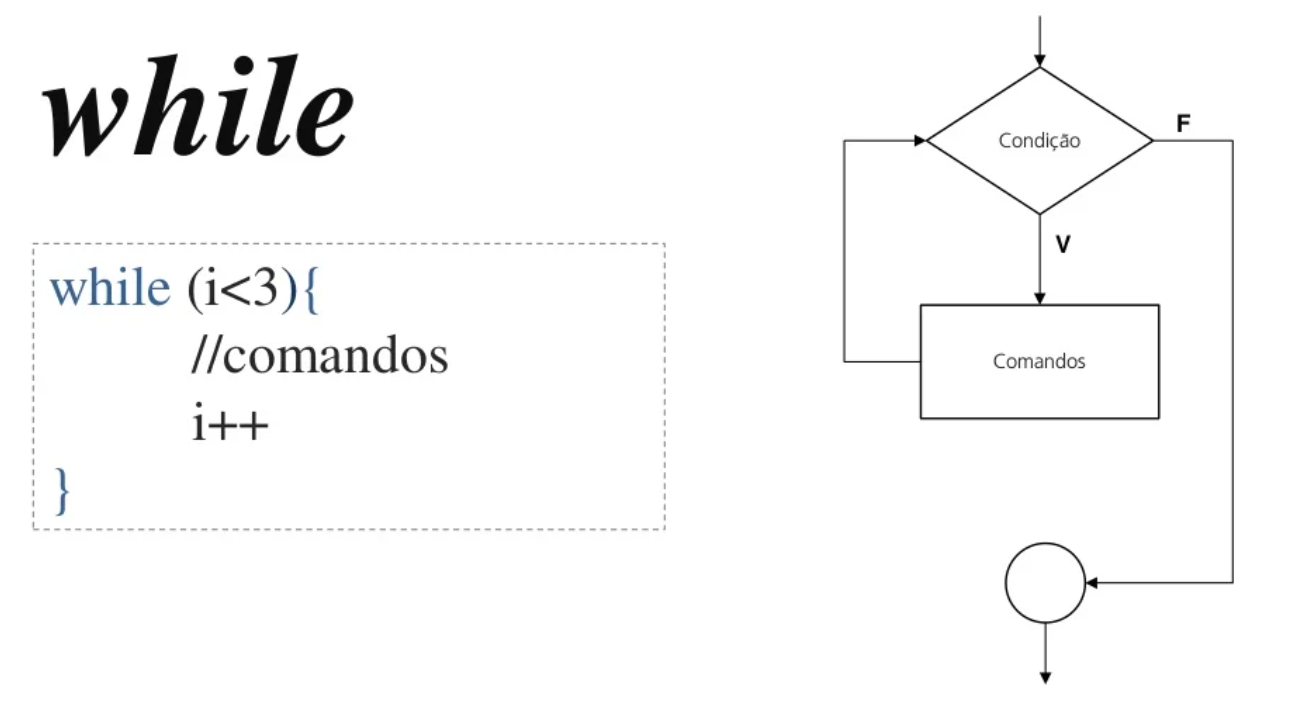 while
while (i<3){
//comandos
i++
}
Condição
F
V
Comandos